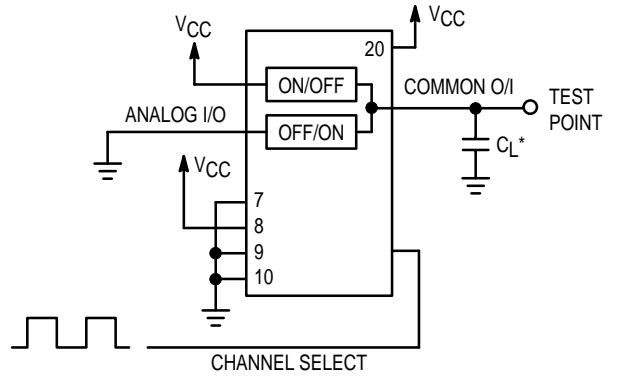 VCC
VCC
20
ON/OFF
COMMON O/I
TEST
POINT
ANALOG I/O
OFF/ON
CL*
VCC
7
8
9
10
CHANNEL SELECT